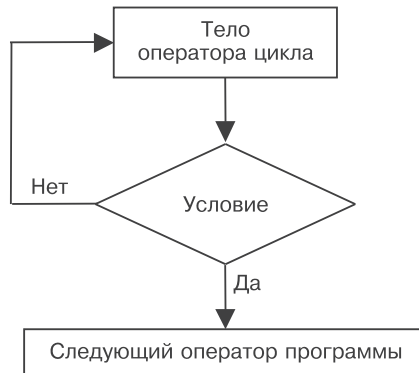 Тело
оператора цикла
Нет
Условие
Да
Следующий оператор программы